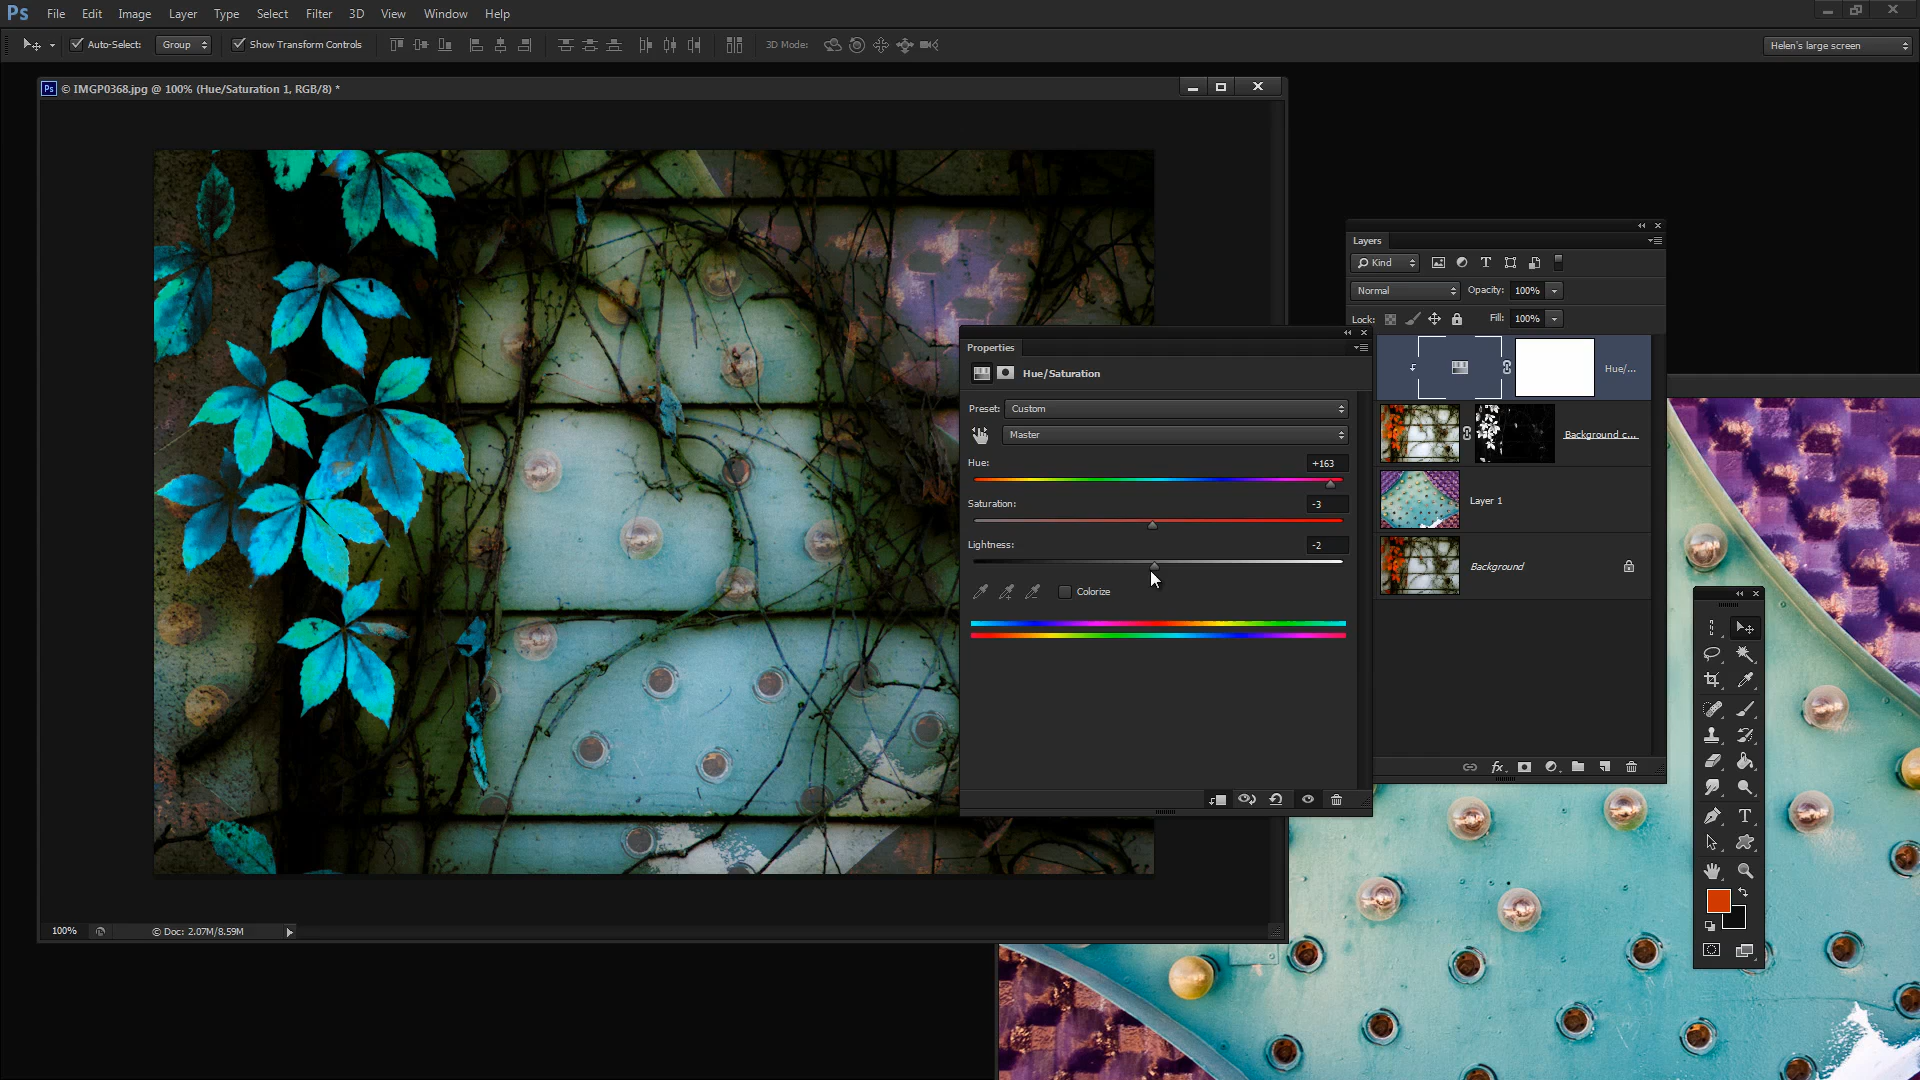 Ps File Edit Image Layer Type Select Filter 3D View Window Help
Auto-Select: Group Show Transform Controls 3D Mode: Helen's large screen
Ps © IMGP0368.jpg @ 100% (Hue/Saturation 1, RGB/8) *
Layers
Kind T
Normal Opacity: 100%
Lock: Fill: 100%
Hue/...
Background c...
Layer 1
Background
fx
Properties
Hue/Saturation
Preset: Custom
Master
Hue: +163
Saturation: -3
Lightness: -2
Colorize
T
100% © Doc: 2.07M/8.59M